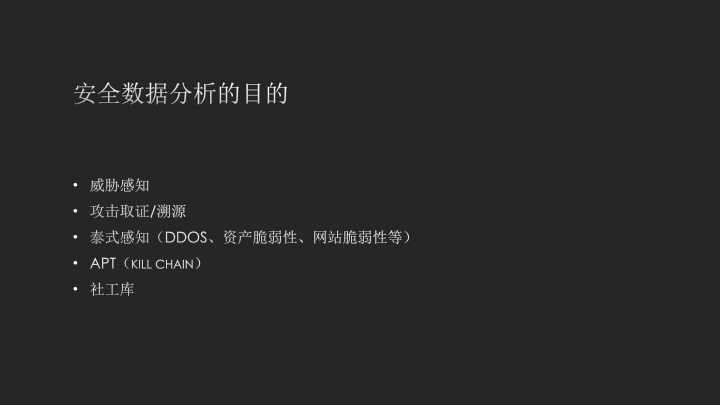 安全数据分析的目的
• 威胁感知
• 攻击取证/溯源
• 泰式感知（DDOS、资产脆弱性、网站脆弱性等）
• APT（KILL CHAIN）
• 社工库